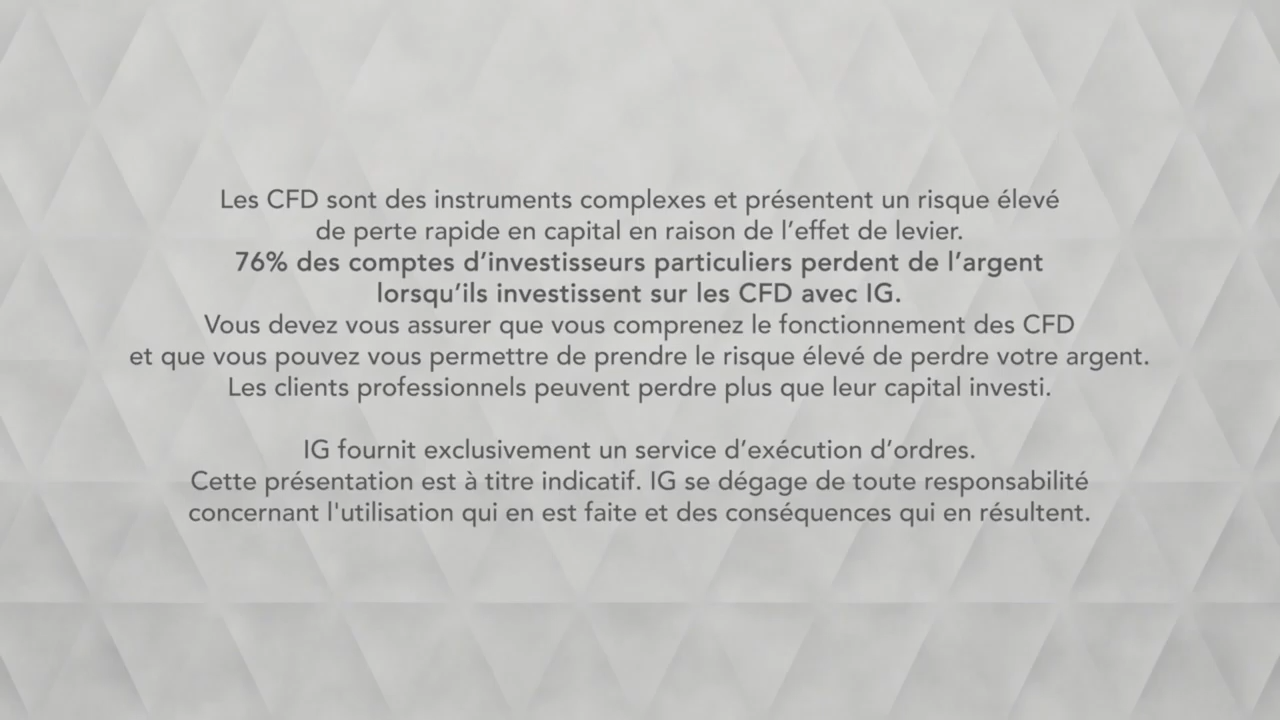 Les CFD sont des instruments complexes et présentent un risque élevé
de perte rapide en capital en raison de l’effet de levier.
76% des comptes d’investisseurs particuliers perdent de l’argent
lorsqu’ils investissent sur les CFD avec IG.
Vous devez vous assurer que vous comprenez le fonctionnement des CFD
et que vous pouvez vous permettre de prendre le risque élevé de perdre votre argent.
Les clients professionnels peuvent perdre plus que leur capital investi.
IG fournit exclusivement un service d’exécution d’ordres.
Cette présentation est à titre indicatif. IG se dégage de toute responsabilité
concernant l'utilisation qui en est faite et des conséquences qui en résultent.